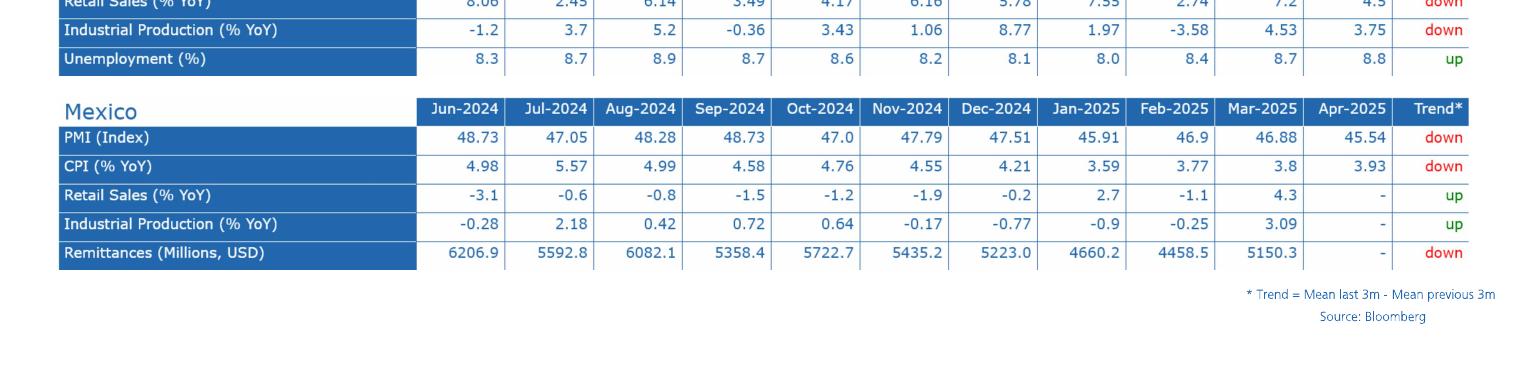 Retail Sales (% YoY) 8.06 2.45 6.14 3.49 4.17 6.16 5.78 7.55 2.74 7.2 4.5 down
Industrial Production (% YoY) -1.2 3.7 5.2 -0.36 3.43 1.06 8.77 1.97 -3.58 4.53 3.75 down
Unemployment (%) 8.3 8.7 8.9 8.7 8.6 8.2 8.1 8.0 8.4 8.7 8.8 up
Mexico Jun-2024 Jul-2024 Aug-2024 Sep-2024 Oct-2024 Nov-2024 Dec-2024 Jan-2025 Feb-2025 Mar-2025 Apr-2025 Trend*
PMI (Index) 48.73 47.05 48.28 48.73 47.0 47.79 47.51 45.91 46.9 46.88 45.54 down
CPI (% YoY) 4.98 5.57 4.99 4.58 4.76 4.55 4.21 3.59 3.77 3.8 3.93 down
Retail Sales (% YoY) -3.1 -0.6 -0.8 -1.5 -1.2 -1.9 -0.2 2.7 -1.1 4.3 - up
Industrial Production (% YoY) -0.28 2.18 0.42 0.72 0.64 -0.17 -0.77 -0.9 -0.25 3.09 - up
Remittances (Millions, USD) 6206.9 5592.8 6082.1 5358.4 5722.7 5435.2 5223.0 4660.2 4458.5 5150.3 - down
* Trend = Mean last 3m - Mean previous 3m
Source: Bloomberg